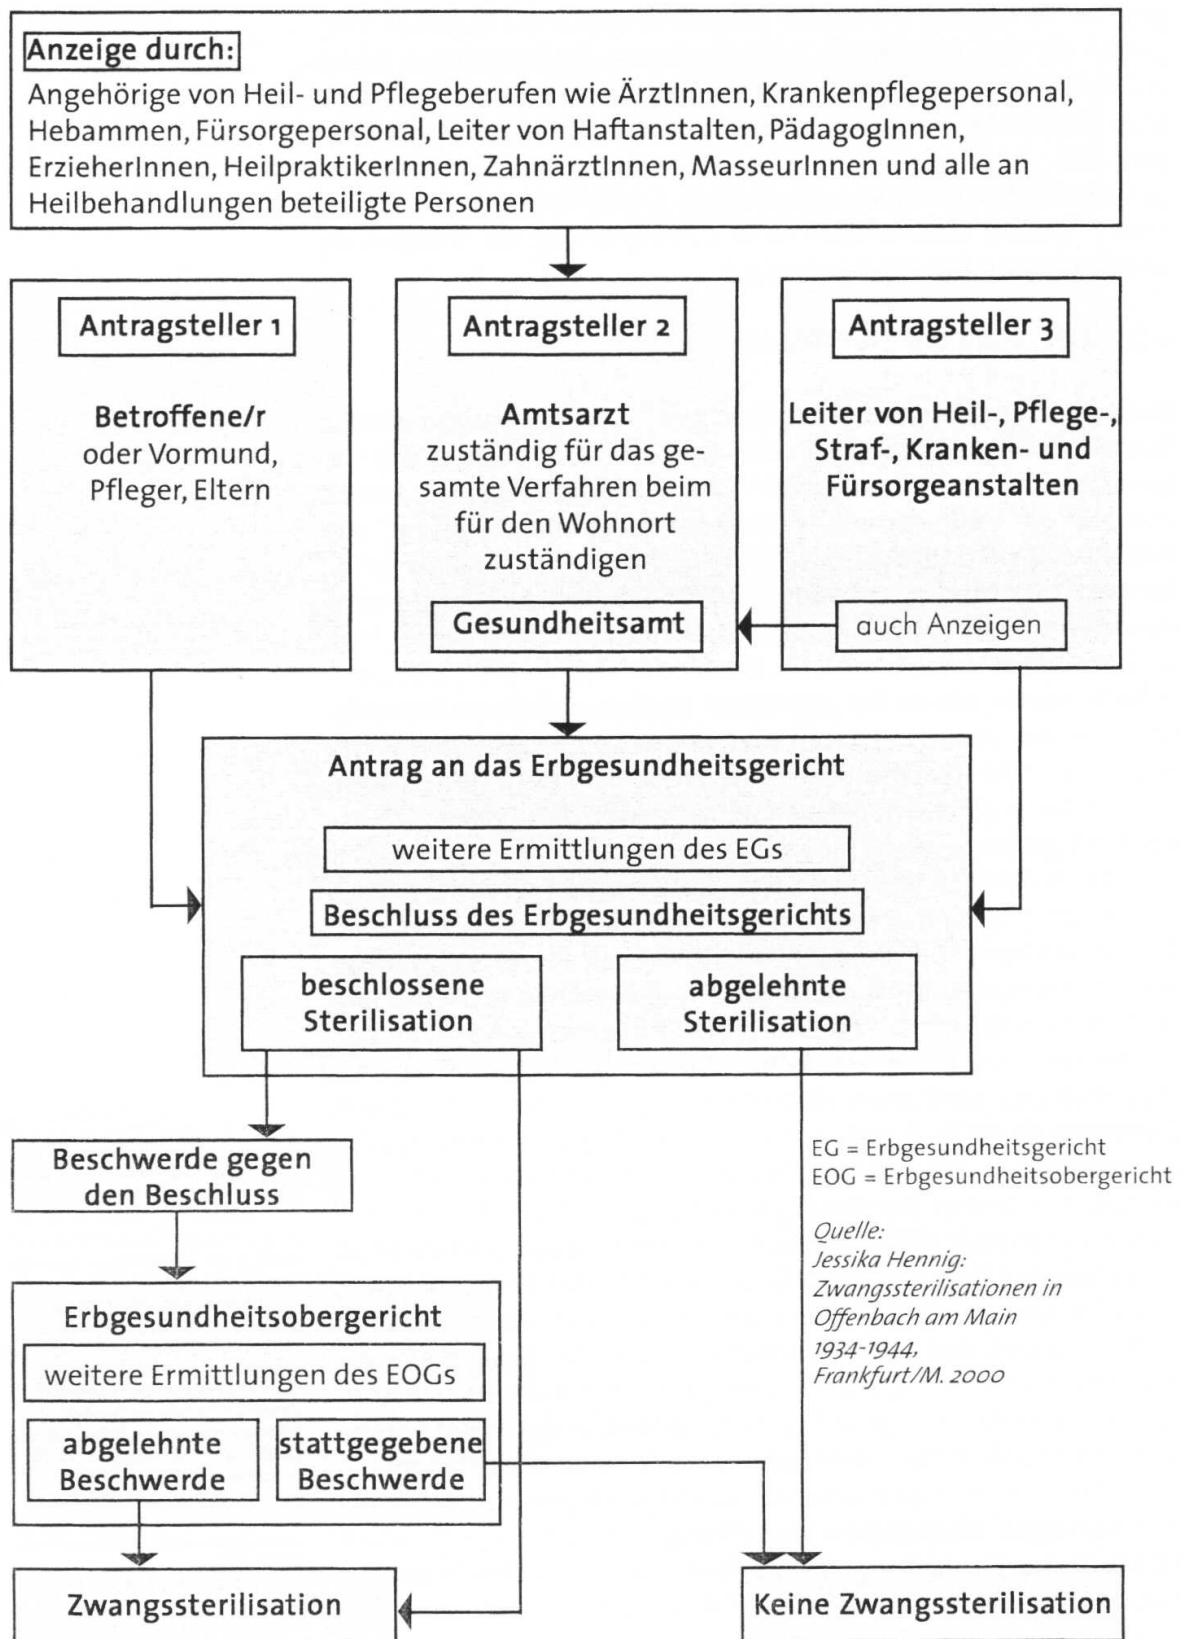 Anzeige durch:
Angehörige von Heil- und Pflegeberufen wie ÄrztInnen, Krankenpflegepersonal,
Hebammen, Fürsorgepersonal, Leiter von Haftanstalten, PädagogInnen,
ErzieherInnen, HeilpraktikerInnen, ZahnärztInnen, MasseurInnen und alle an
Heilbehandlungen beteiligte Personen
Antragsteller 1
Betroffene/r
oder Vormund,
Pfleger, Eltern
Antragsteller 2
Amtsarzt
zuständig für das ge-
samte Verfahren beim
für den Wohnort
zuständigen
Gesundheitsamt
Antragsteller 3
Leiter von Heil-, Pflege-,
Straf-, Kranken- und
Fürsorgeanstalten
auch Anzeigen
Antrag an das Erbgesundheitsgericht
weitere Ermittlungen des EGs
Beschluss des Erbgesundheitsgerichts
beschlossene
Sterilisation
abgelehnte
Sterilisation
Beschwerde gegen
den Beschluss
EG = Erbgesundheitsgericht
EOG = Erbgesundheitsobergericht
Quelle:
Jessika Hennig:
Zwangssterilisationen in
Offenbach am Main
1934-1944,
Frankfurt/M. 2000
Erbgesundheitsobergericht
weitere Ermittlungen des EOGs
abgelehnte
Beschwerde
stattgegebene
Beschwerde
Zwangssterilisation
Keine Zwangssterilisation